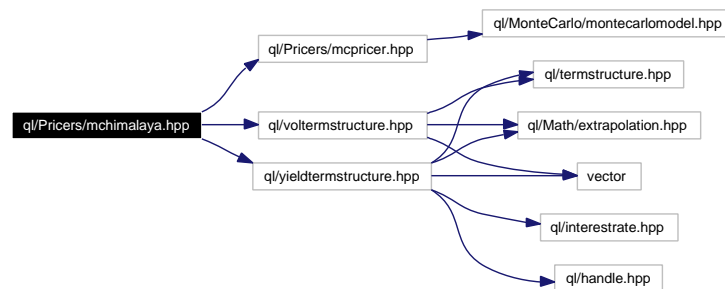 ql/Pricers/mchimalaya.hpp
ql/Pricers/mcpricer.hpp
ql/voltermstructure.hpp
ql/yieldtermstructure.hpp
ql/MonteCarlo/montecarlomodel.hpp
ql/termstructure.hpp
ql/Math/extrapolation.hpp
vector
ql/interestrate.hpp
ql/handle.hpp